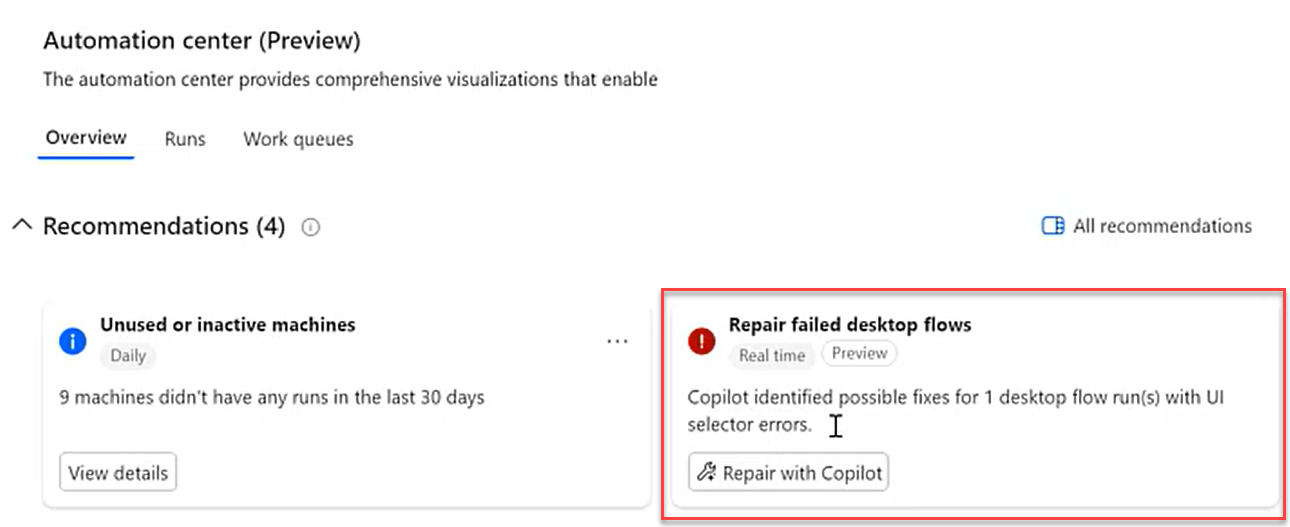 Automation center (Preview)
The automation center provides comprehensive visualizations that enable
Overview Runs Work queues
Recommendations (4)
All recommendations
Unused or inactive machines
Daily
9 machines didn't have any runs in the last 30 days
View details
Repair failed desktop flows
Real time Preview
Copilot identified possible fixes for 1 desktop flow run(s) with UI
selector errors.
Repair with Copilot